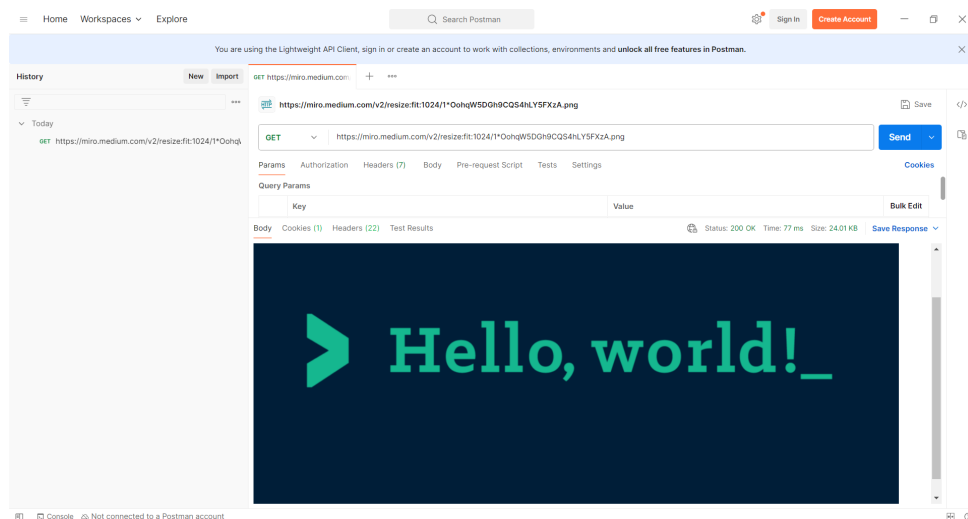 Home Workspaces Explore Search Postman Sign In Create Account
You are using the Lightweight API Client, sign in or create an account to work with collections, environments and unlock all free features in Postman.
History New Import GET https://miro.medium.com
HTTP https://miro.medium.com/v2/resize:fit:1024/1*OohqW5DGh9CQS4hLY5FXzA.png Save
Today
GET https://miro.medium.com/v2/resize:fit:1024/1*Oohq
GET https://miro.medium.com/v2/resize:fit:1024/1*OohqW5DGh9CQS4hLY5FXzA.png Send
Params Authorization Headers (7) Body Pre-request Script Tests Settings Cookies
Query Params
Key Value Bulk Edit
Body Cookies (1) Headers (22) Test Results Status: 200 OK Time: 77 ms Size: 24.01 KB Save Response
> Hello, world!_
Console Not connected to a Postman account